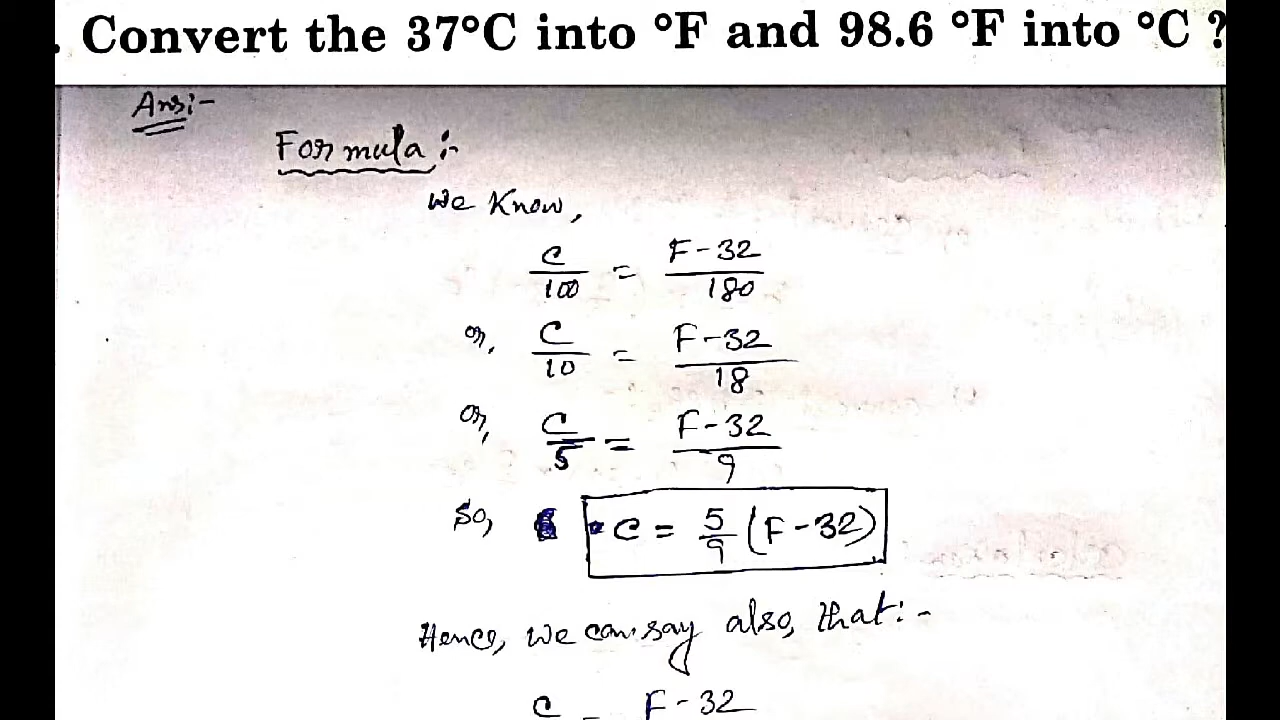 . Convert the 37°C into °F and 98.6 °F into °C ?
Ans:-
Formula :-
We Know,
C/100 = F-32/180
or, C/10 = F-32/18
or, C/5 = F-32/9
So, C = 5/9 (F-32)
Hence, we can say also, that:-
C = F-32